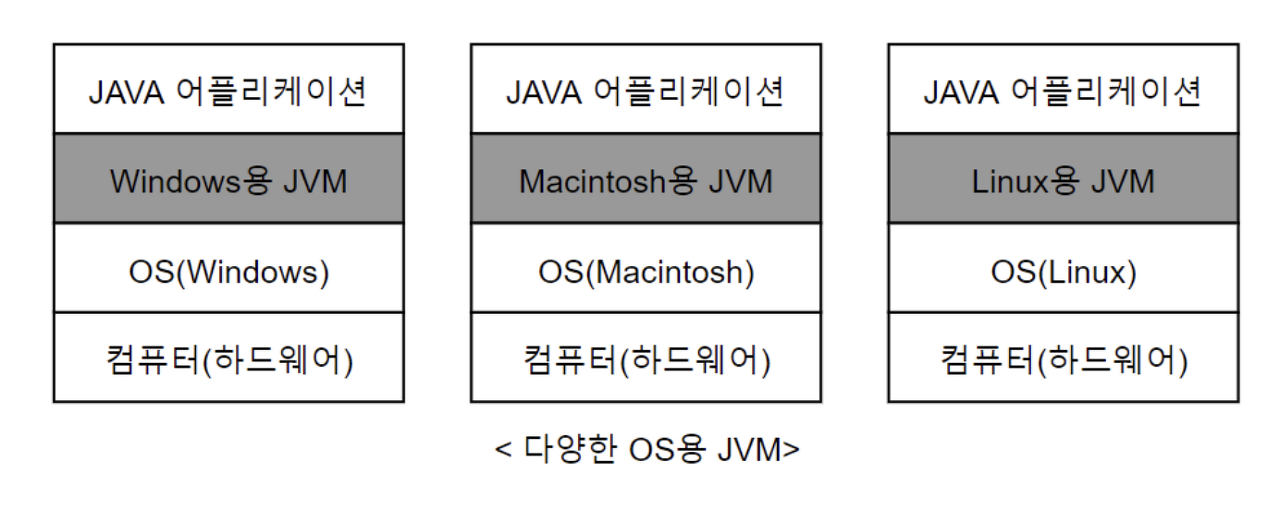 JAVA 어플리케이션
Windows용 JVM
OS(Windows)
컴퓨터(하드웨어)
JAVA 어플리케이션
Macintosh용 JVM
OS(Macintosh)
컴퓨터(하드웨어)
JAVA 어플리케이션
Linux용 JVM
OS(Linux)
컴퓨터(하드웨어)
< 다양한 OS용 JVM>